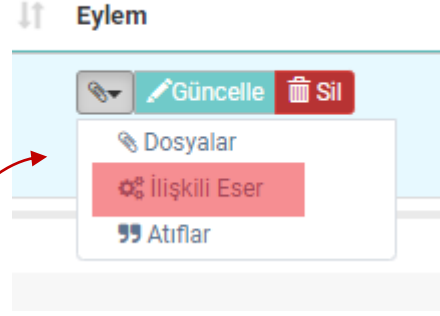 Eylem
Güncelle Sil
Dosyalar
İlişkili Eser
Atıflar